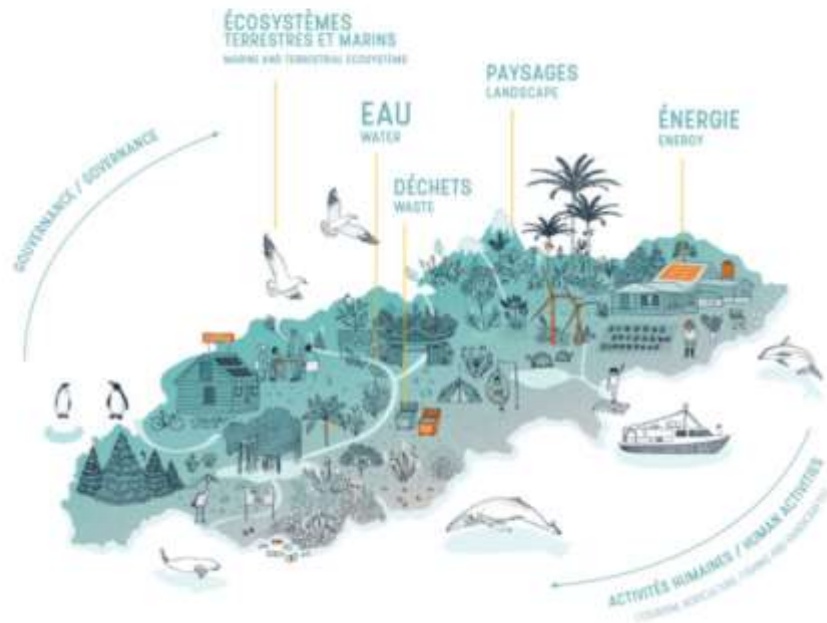 ÉCOSYSTÈMES
TERRESTRES ET MARINS
MARINE AND TERRESTRIAL ECOSYSTEMS
PAYSAGES
LANDSCAPE
EAU
WATER
ÉNERGIE
ENERGY
DÉCHETS
WASTE
GOUVERNANCE / GOVERNANCE
ACTIVITÉS HUMAINES / HUMAN ACTIVITIES